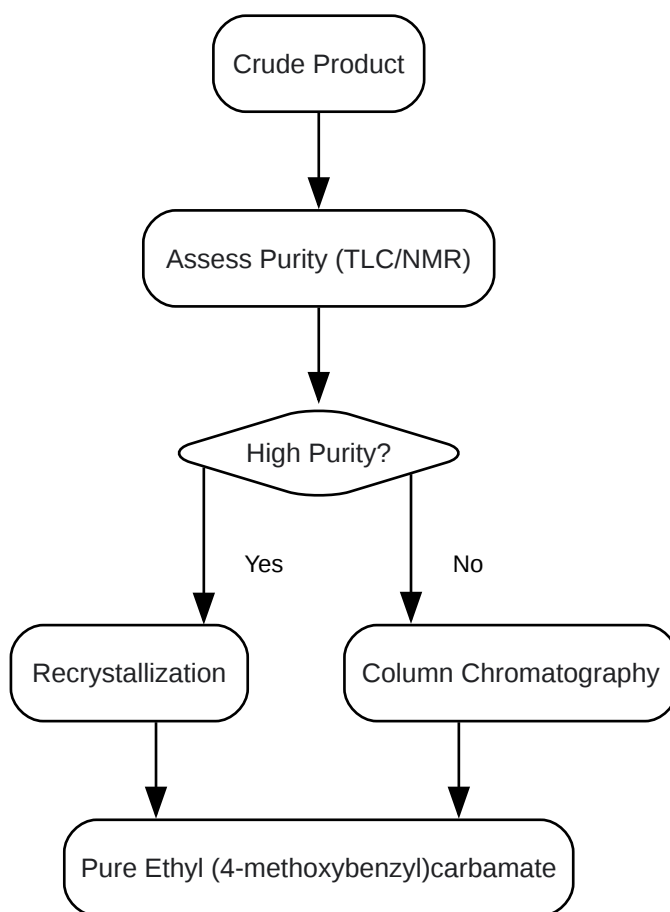 Crude Product
Assess Purity (TLC/NMR)
High Purity?
Yes
No
Recrystallization
Column Chromatography
Pure Ethyl (4-methoxybenzyl)carbamate